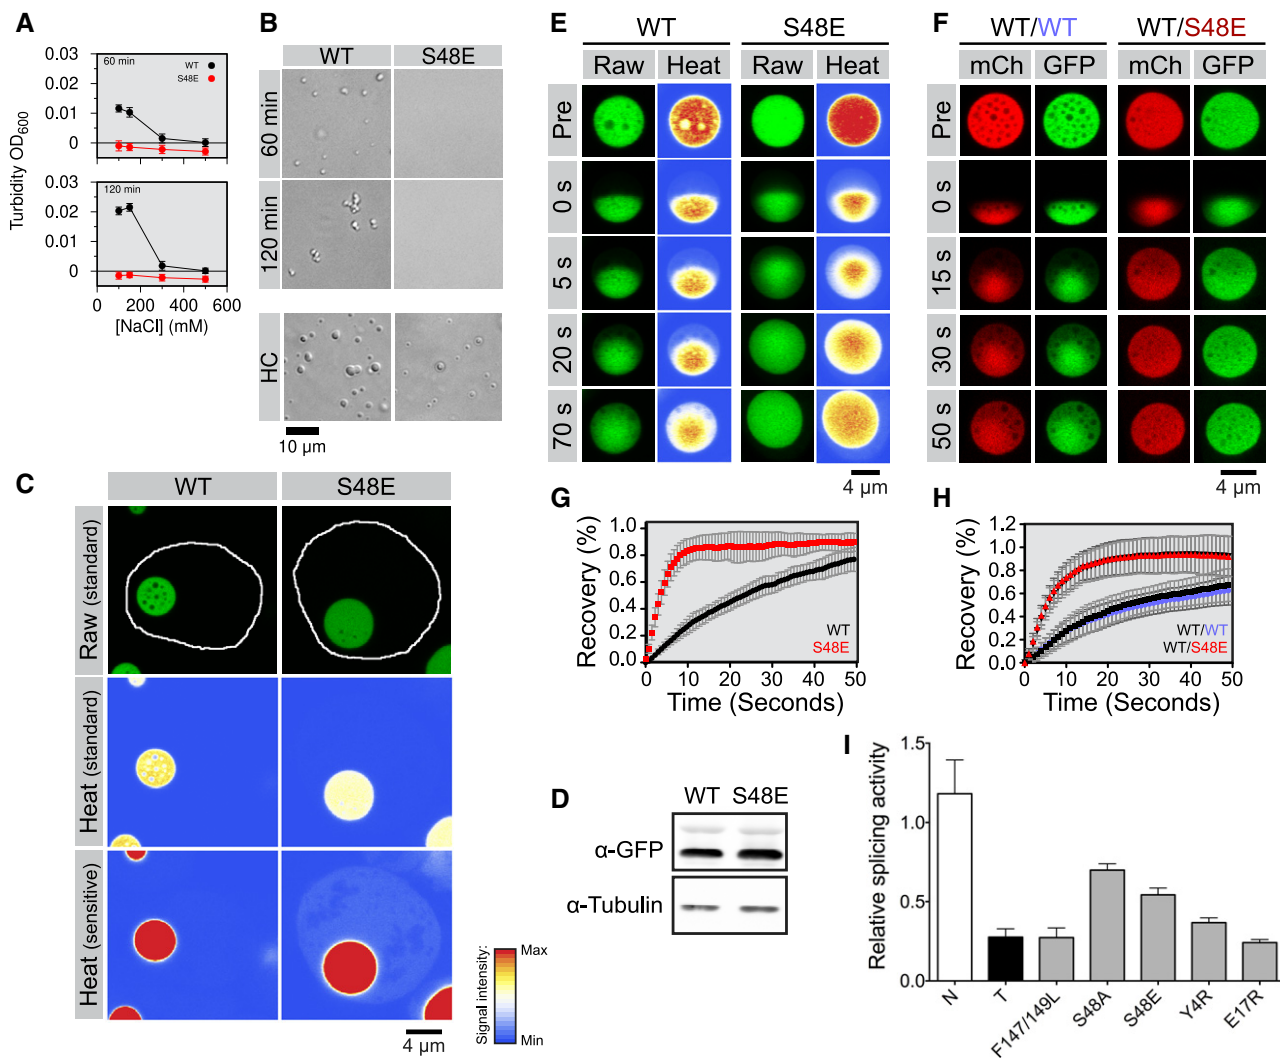 A
0.03
0.02
0.01
0
60 min
WT
S48E
0.03
0.02
0.01
0
120 min
Turbidity OD600
0 200 400 600
[NaCl] (mM)
B
WT S48E
60 min
120 min
HC
10 µm
C
WT S48E
Raw (standard)
Heat (standard)
Heat (sensitive)
Signal intensity:
Max
Min
4 µm
D
WT S48E
α-GFP
α-Tubulin
E
WT S48E
Raw Heat Raw Heat
Pre
0 s
5 s
20 s
70 s
4 µm
F
WT/WT WT/S48E
mCh GFP mCh GFP
Pre
0 s
15 s
30 s
50 s
4 µm
G
Recovery (%)
1.0
0.8
0.6
0.4
0.2
0.0
WT
S48E
0 10 20 30 40 50
Time (Seconds)
H
Recovery (%)
1.2
1.0
0.8
0.6
0.4
0.2
0.0
WT/WT
WT/S48E
0 10 20 30 40 50
Time (Seconds)
I
Relative splicing activity
1.5
1.0
0.5
0.0
N T F147/149L S48A S48E Y4R E17R